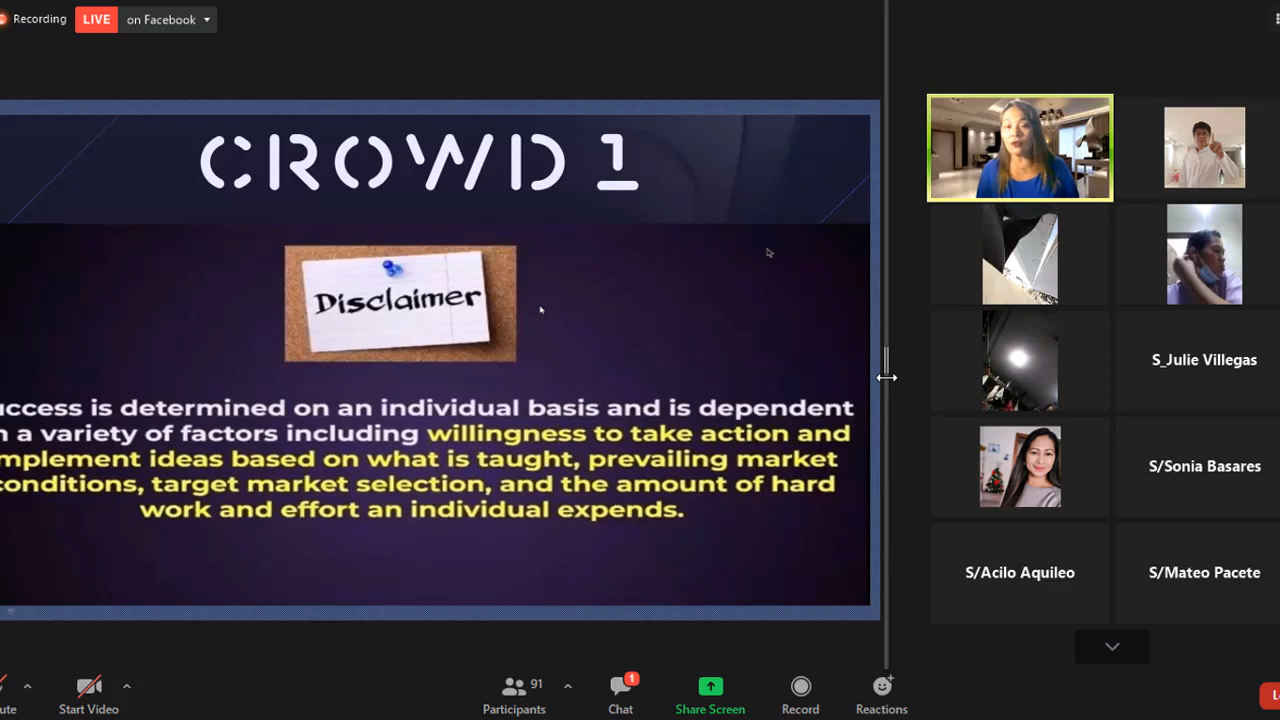 Recording
LIVE
on Facebook
CROWD 1
Disclaimer
uccess is determined on an individual basis and is dependent
n a variety of factors including willingness to take action and
mplement ideas based on what is taught, prevailing market
conditions, target market selection, and the amount of hard
work and effort an individual expends.
S_Julie Villegas
S/Sonia Basares
S/Acilo Aquileo
S/Mateo Pacete
ute
Start Video
91
Participants
1
Chat
Share Screen
Record
Reactions